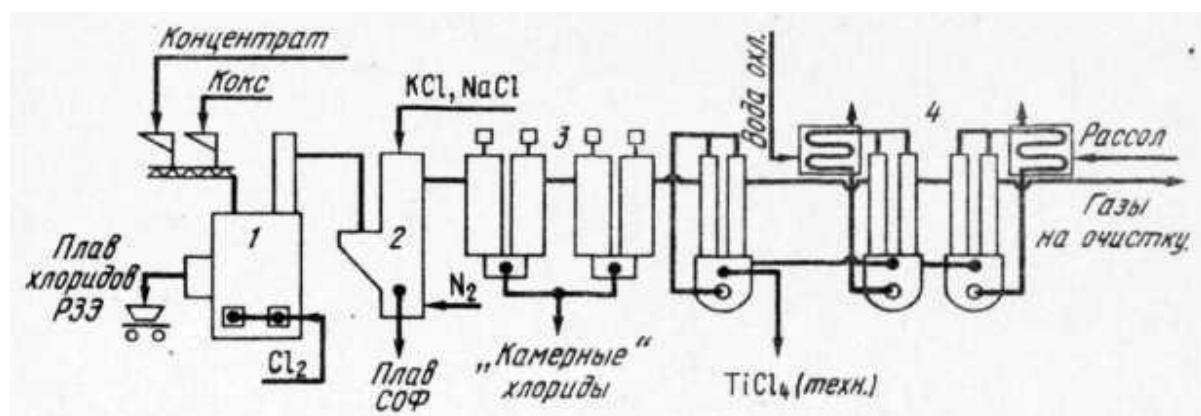 Концентрат
Кокс
KCl, NaCl
Вода охл.
3
4
Рассол
Газы
на очистку
1
2
Плав
хлоридов
РЗЭ
N₂
Cl₂
Плав
СОФ
„Камерные“
хлориды
TiCl₄ (техн.)